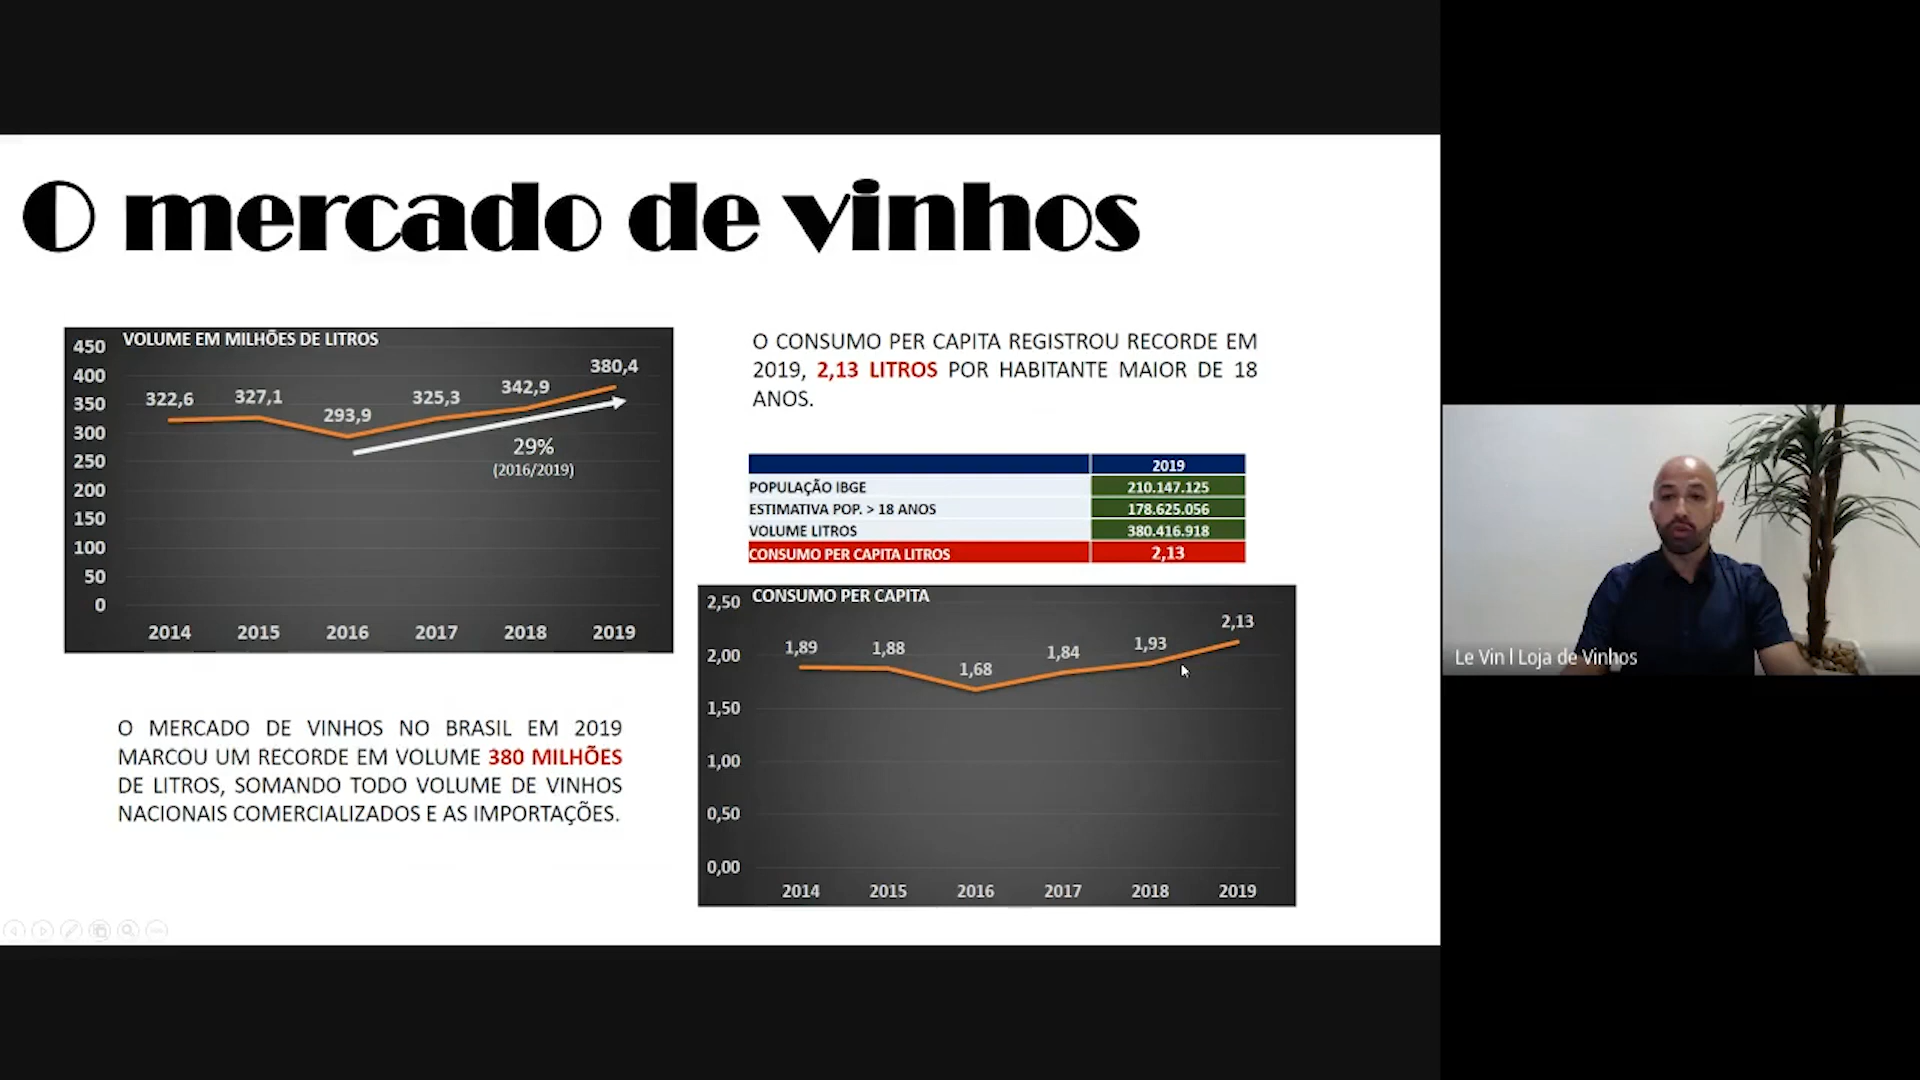 O mercado de vinhos
VOLUME EM MILHÕES DE LITROS
450
400
350
300
250
200
150
100
50
0
322,6
327,1
293,9
325,3
342,9
380,4
29%
(2016/2019)
2014 2015 2016 2017 2018 2019
O MERCADO DE VINHOS NO BRASIL EM 2019
MARCOU UM RECORDE EM VOLUME 380 MILHÕES
DE LITROS, SOMANDO TODO VOLUME DE VINHOS
NACIONAIS COMERCIALIZADOS E AS IMPORTAÇÕES.
O CONSUMO PER CAPITA REGISTROU RECORDE EM
2019, 2,13 LITROS POR HABITANTE MAIOR DE 18
ANOS.
2019
POPULAÇÃO IBGE 210.147.125
ESTIMATIVA POP. > 18 ANOS 178.625.056
VOLUME LITROS 380.416.918
CONSUMO PER CAPITA LITROS 2,13
CONSUMO PER CAPITA
2,50
2,00
1,50
1,00
0,50
0,00
1,89
1,88
1,68
1,84
1,93
2,13
2014 2015 2016 2017 2018 2019
Le Vin l Loja de Vinhos